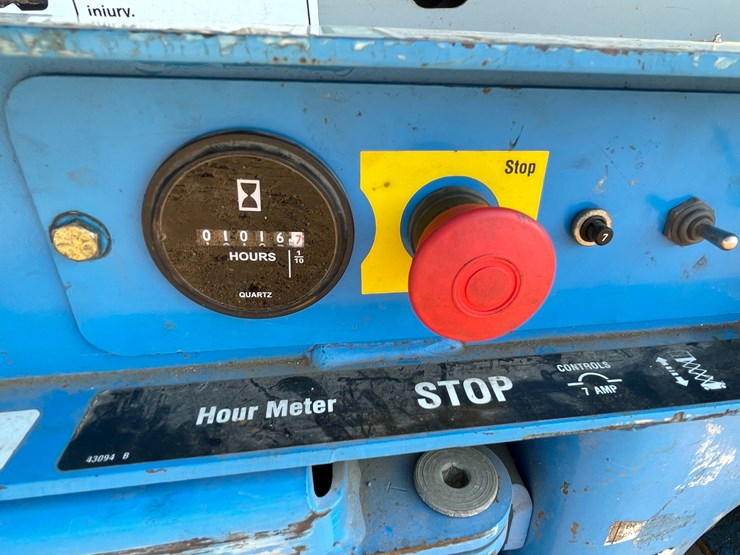 injury.
Stop
01016 7
HOURS 1/10
QUARTZ
7
Hour Meter
STOP
CONTROLS
7 AMP
43094 B